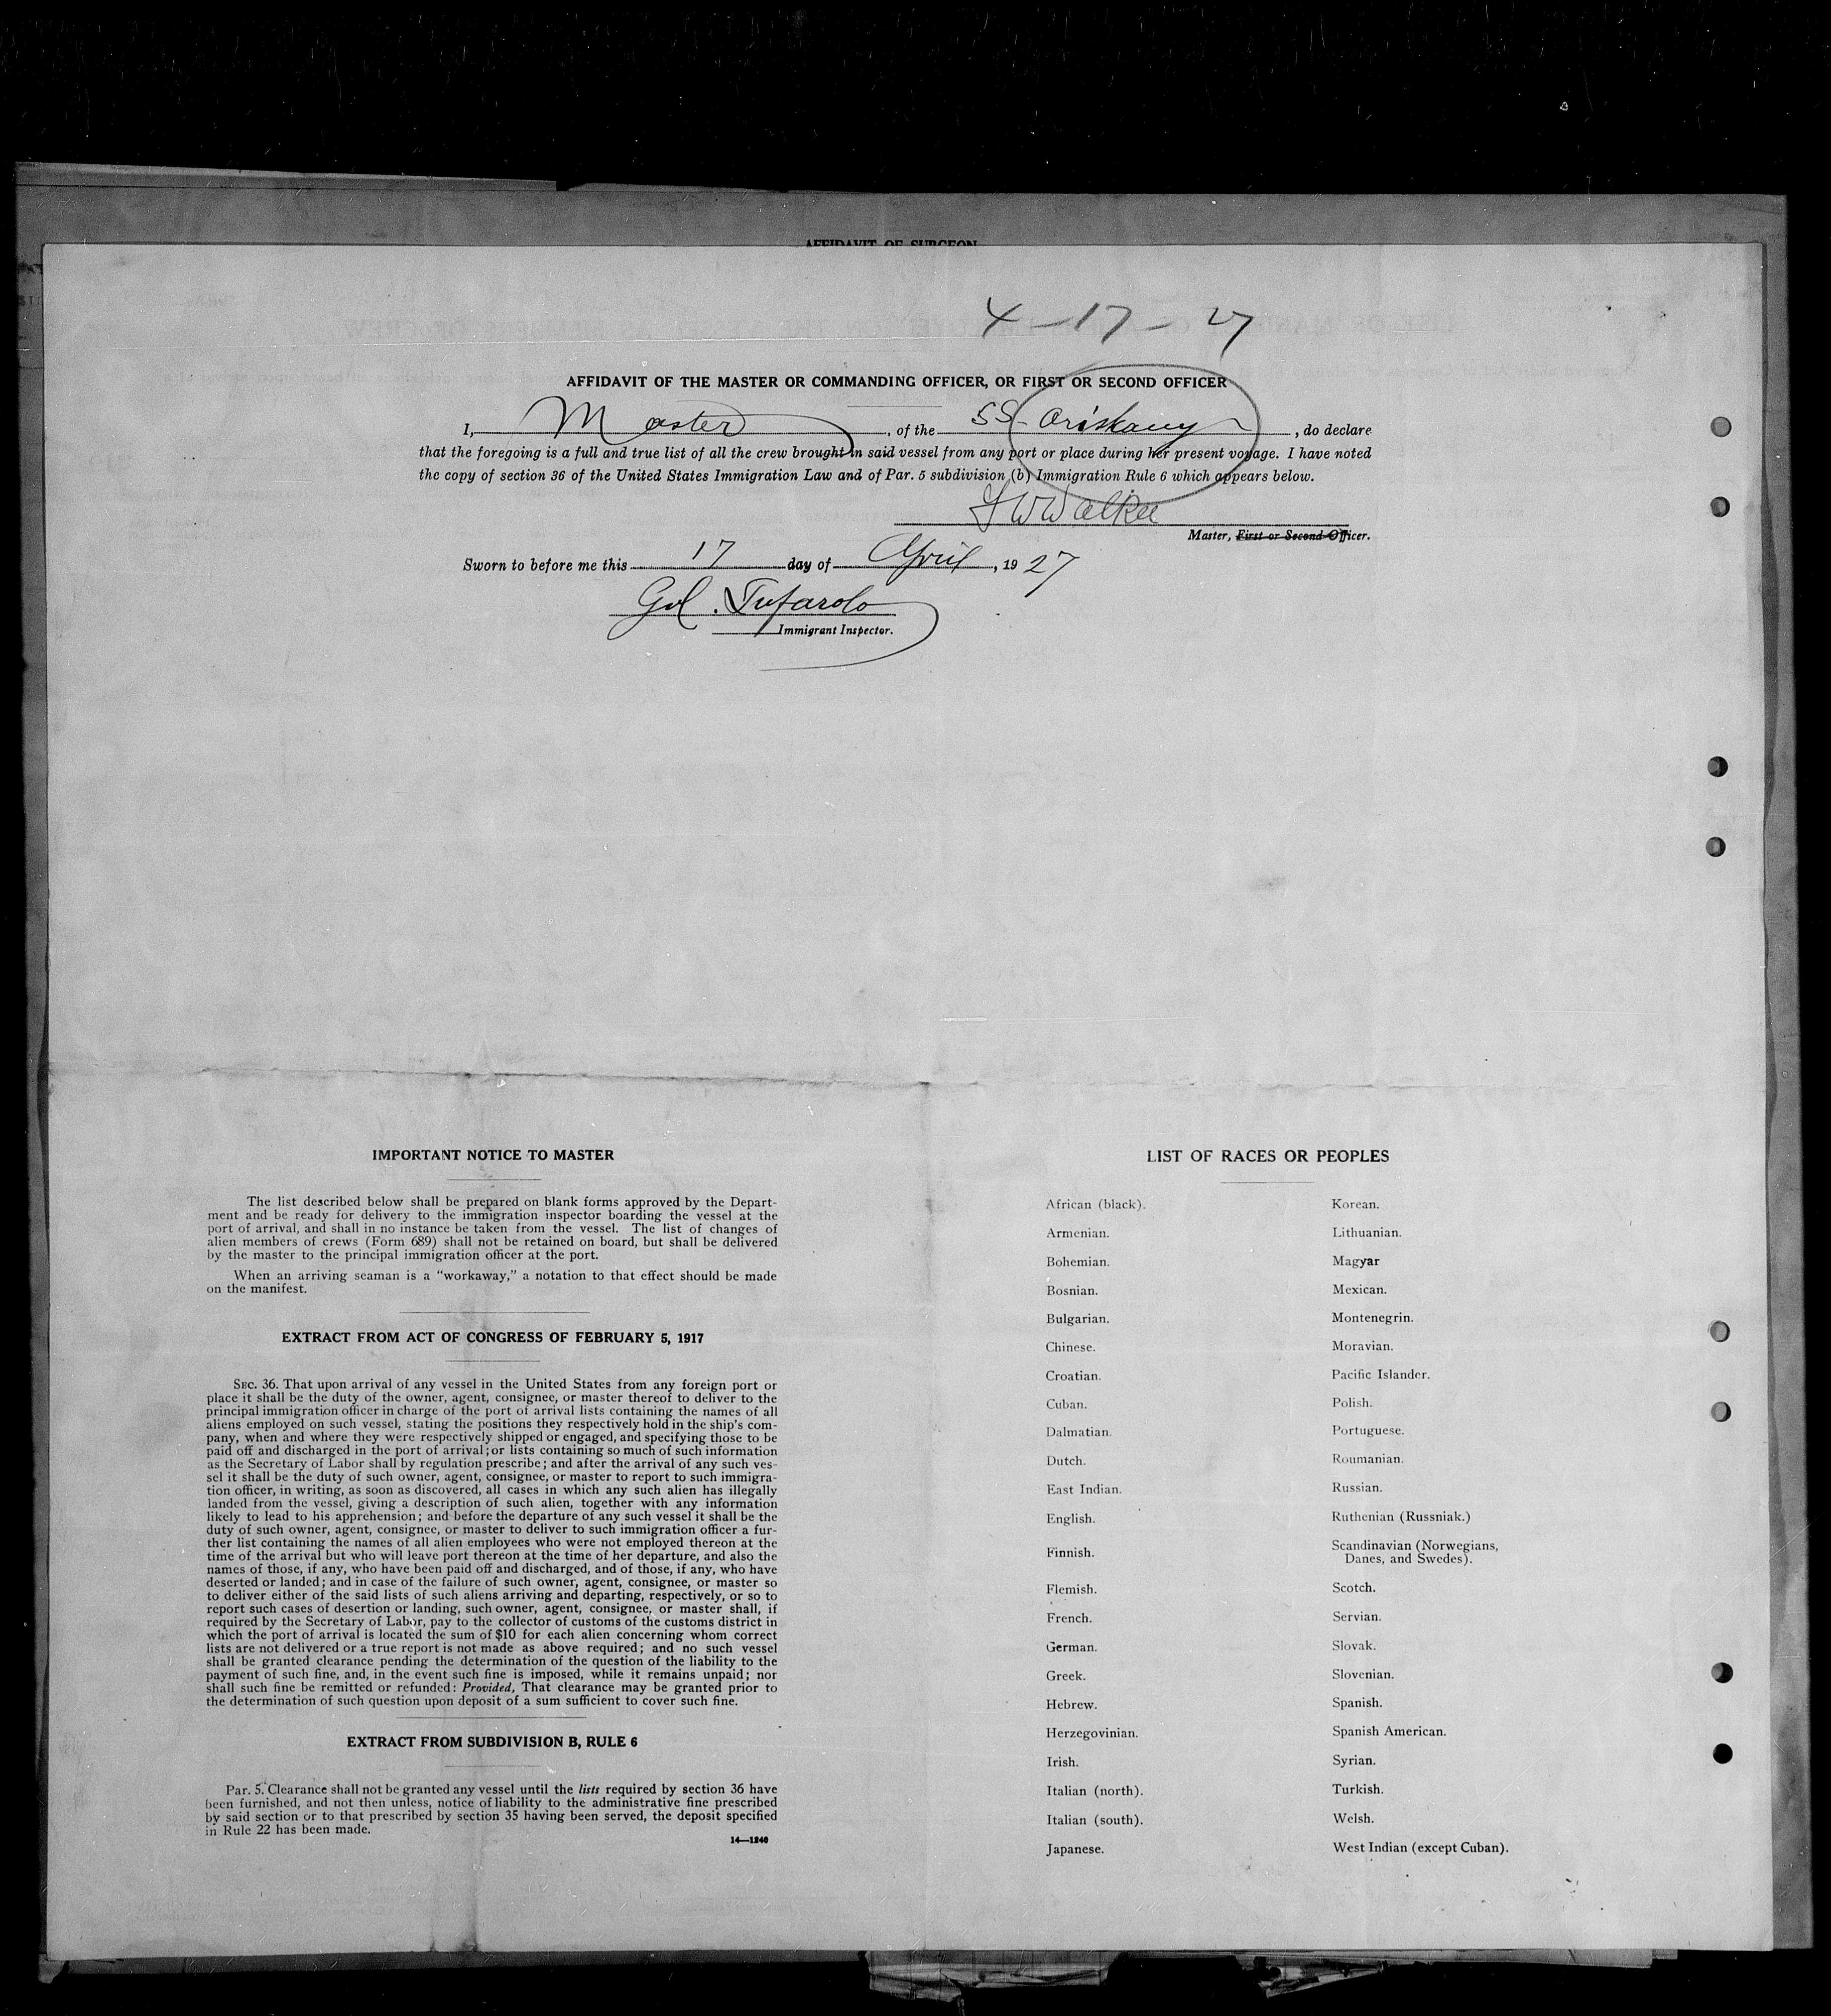 AFFIDAVIT OF SURGEON
4-17-27
AFFIDAVIT OF THE MASTER OR COMMANDING OFFICER, OR FIRST OR SECOND OFFICER
I, Master, of the SS Oriskany, do declare
that the foregoing is a full and true list of all the crew brought in said vessel from any port or place during her present voyage. I have noted
the copy of section 36 of the United States Immigration Law and of Par. 5 subdivision (b) Immigration Rule 6 which appears below.
Walker
Master, First or Second Officer.
Sworn to before me this 17 day of April, 1927
Tufarolo
Immigrant Inspector.
IMPORTANT NOTICE TO MASTER
The list described below shall be prepared on blank forms approved by the Depart-
ment and be ready for delivery to the immigration inspector boarding the vessel at the
port of arrival, and shall in no instance be taken from the vessel. The list of changes of
alien members of crews (Form 689) shall not be retained on board, but shall be delivered
by the master to the principal immigration officer at the port.
When an arriving seaman is a "workaway," a notation to that effect should be made
on the manifest.
EXTRACT FROM ACT OF CONGRESS OF FEBRUARY 5, 1917
SEC. 36. That upon arrival of any vessel in the United States from any foreign port or
place it shall be the duty of the owner, agent, consignee, or master thereof to deliver to the
principal immigration officer in charge of the port of arrival lists containing the names of all
aliens employed on such vessel, stating the positions they respectively hold in the ship's com-
pany, when and where they were respectively shipped or engaged, and specifying those to be
paid off and discharged in the port of arrival; or lists containing so much of such information
as the Secretary of Labor shall by regulation prescribe; and after the arrival of any such ves-
sel it shall be the duty of such owner, agent, consignee, or master to report to such immigra-
tion officer, in writing, as soon as discovered, all cases in which any such alien has illegally
landed from the vessel, giving a description of such alien, together with any information
likely to lead to his apprehension; and before the departure of any such vessel it shall be the
duty of such owner, agent, consignee, or master to deliver to such immigration officer a fur-
ther list containing the names of all alien employees who were not employed thereon at the
time of the arrival but who will leave port thereon at the time of her departure, and also the
names of those, if any, who have been paid off and discharged, and of those, if any, who have
deserted or landed; and in case of the failure of such owner, agent, consignee, or master so
to deliver either of the said lists of such aliens arriving and departing, respectively, or so to
report such cases of desertion or landing, such owner, agent, consignee, or master shall, if
required by the Secretary of Labor, pay to the collector of customs of the customs district in
which the port of arrival is located the sum of $10 for each alien concerning whom correct
lists are not delivered or a true report is not made as above required; and no such vessel
shall be granted clearance pending the determination of the question of the liability to the
payment of such fine, and, in the event such fine is imposed, while it remains unpaid; nor
shall such fine be remitted or refunded: Provided, That clearance may be granted prior to
the determination of such question upon deposit of a sum sufficient to cover such fine.
EXTRACT FROM SUBDIVISION B, RULE 6
Par. 5. Clearance shall not be granted any vessel until the lists required by section 36 have
been furnished, and not then unless, notice of liability to the administrative fine prescribed
by said section or to that prescribed by section 35 having been served, the deposit specified
in Rule 22 has been made.
14—1240
LIST OF RACES OR PEOPLES
African (black).
Armenian.
Bohemian.
Bosnian.
Bulgarian.
Chinese.
Croatian.
Cuban.
Dalmatian.
Dutch.
East Indian.
English.
Finnish.
Flemish.
French.
German.
Greek.
Hebrew.
Herzegovinian.
Irish.
Italian (north).
Italian (south).
Japanese.
Korean.
Lithuanian.
Magyar
Mexican.
Montenegrin.
Moravian.
Pacific Islander.
Polish.
Portuguese.
Roumanian.
Russian.
Ruthenian (Russniak.)
Scandinavian (Norwegians,
Danes, and Swedes).
Scotch.
Servian.
Slovak.
Slovenian.
Spanish.
Spanish American.
Syrian.
Turkish.
Welsh.
West Indian (except Cuban).